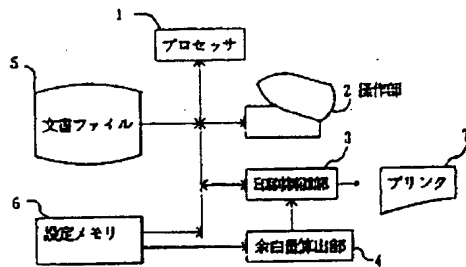 1
プロセッサ
5
文書ファイル
2 操作部
3
印刷制御部
7
プリンタ
6
設定メモリ
余白量算出部
4